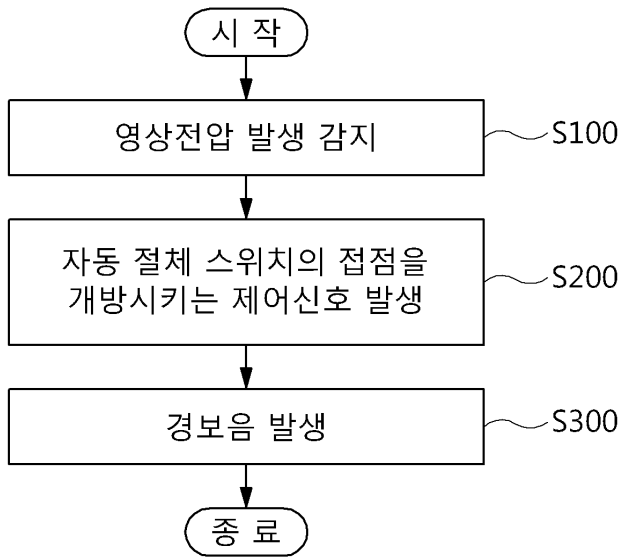 시 작
영상전압 발생 감지
S100
자동 절체 스위치의 접점을
개방시키는 제어신호 발생
S200
경보음 발생
S300
종 료